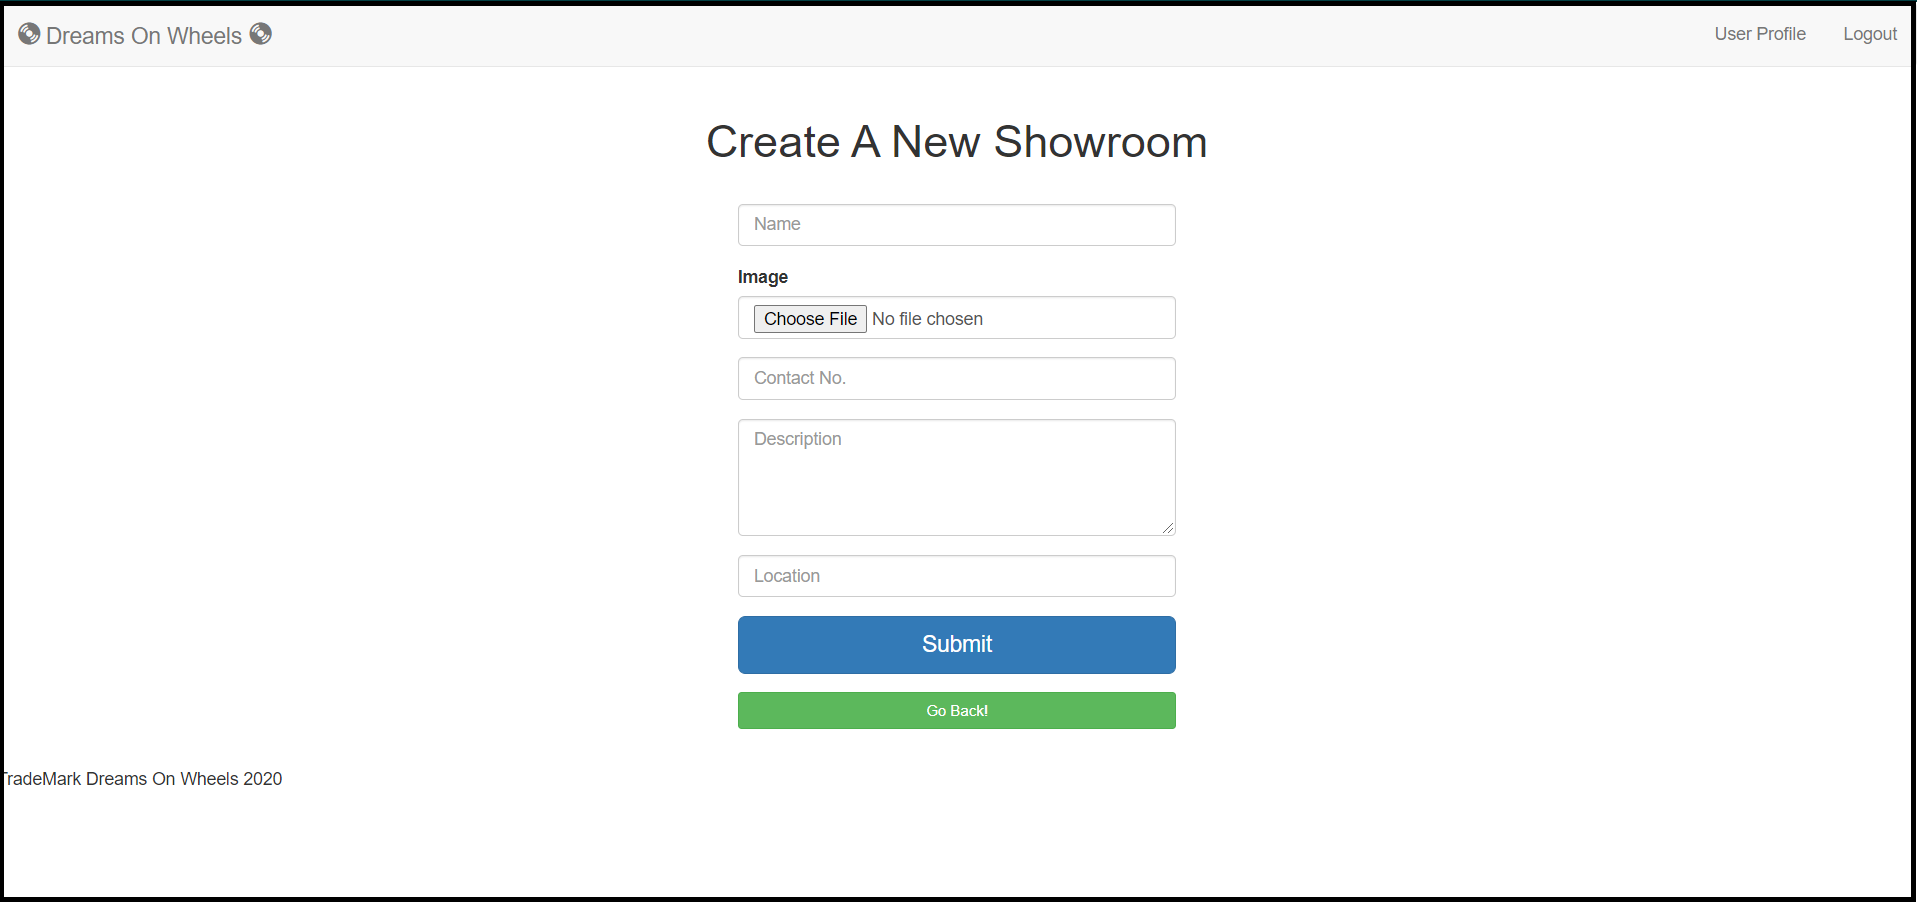 Dreams On Wheels
User Profile
Logout
Create A New Showroom
Name
Image
Choose File No file chosen
Contact No.
Description
Location
Submit
Go Back!
TradeMark Dreams On Wheels 2020